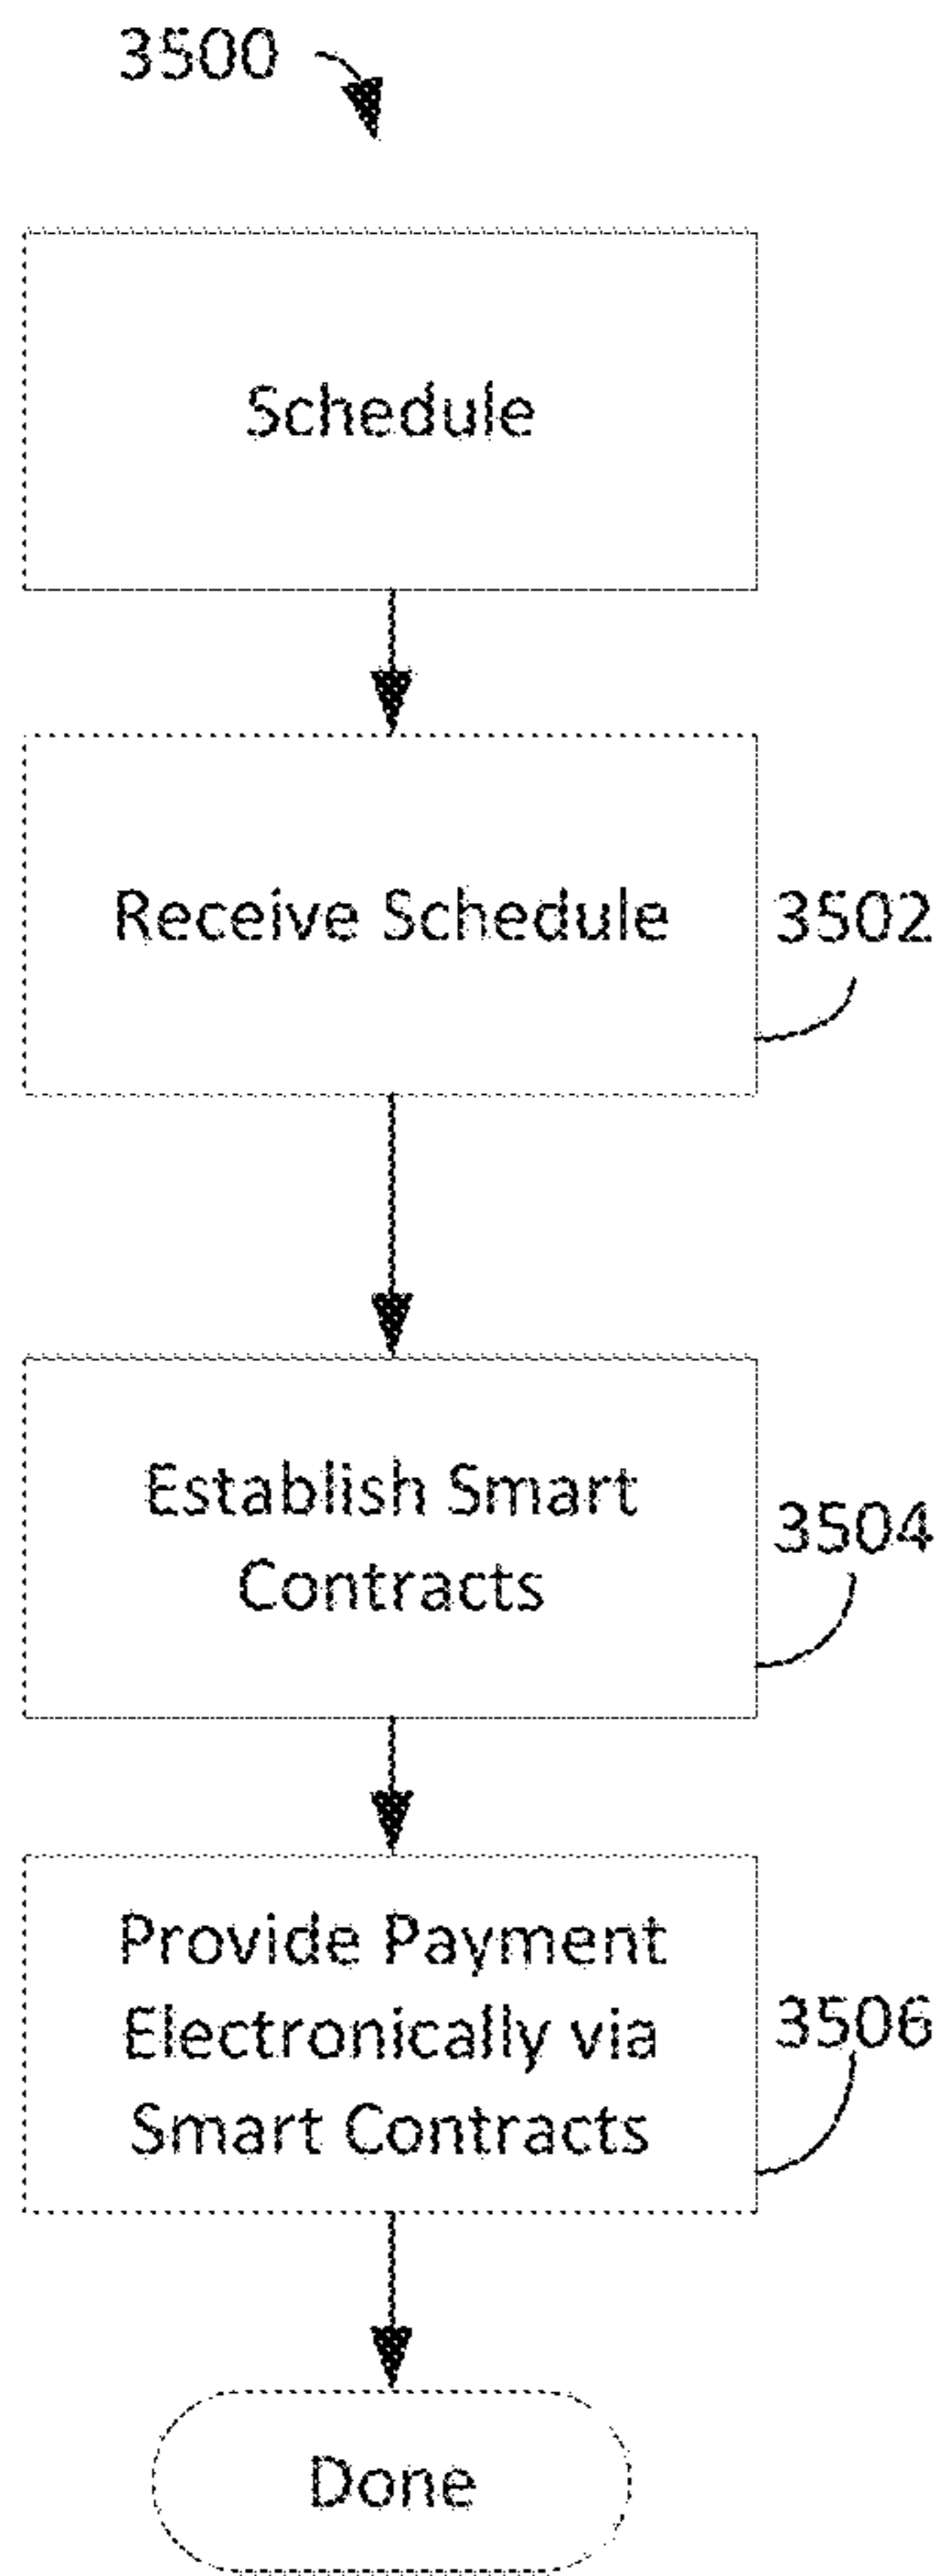 3500
Schedule
Receive Schedule
3502
Establish Smart
Contracts
3504
Provide Payment
Electronically via
Smart Contracts
3506
Done